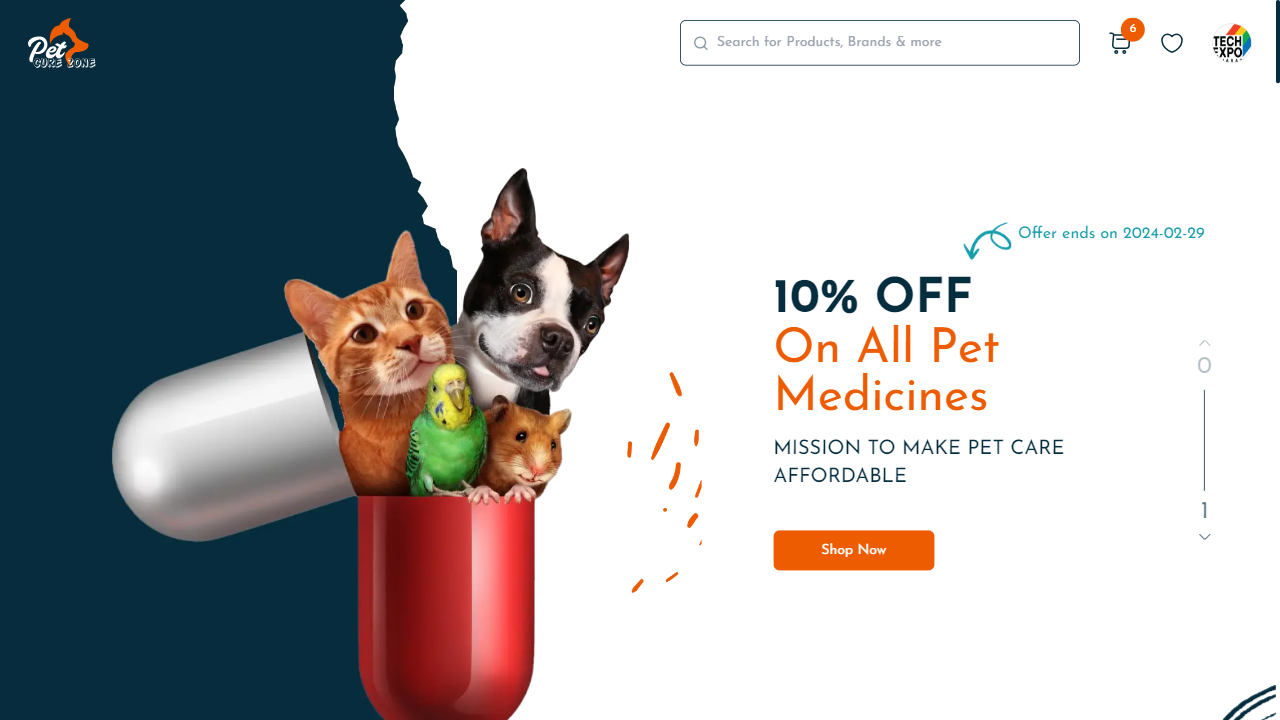 Pet
CURE ZONE
Search for Products, Brands & more
6
TECH
EXPO
Offer ends on 2024-02-29
10% OFF
On All Pet
Medicines
0
MISSION TO MAKE PET CARE
AFFORDABLE
1
Shop Now